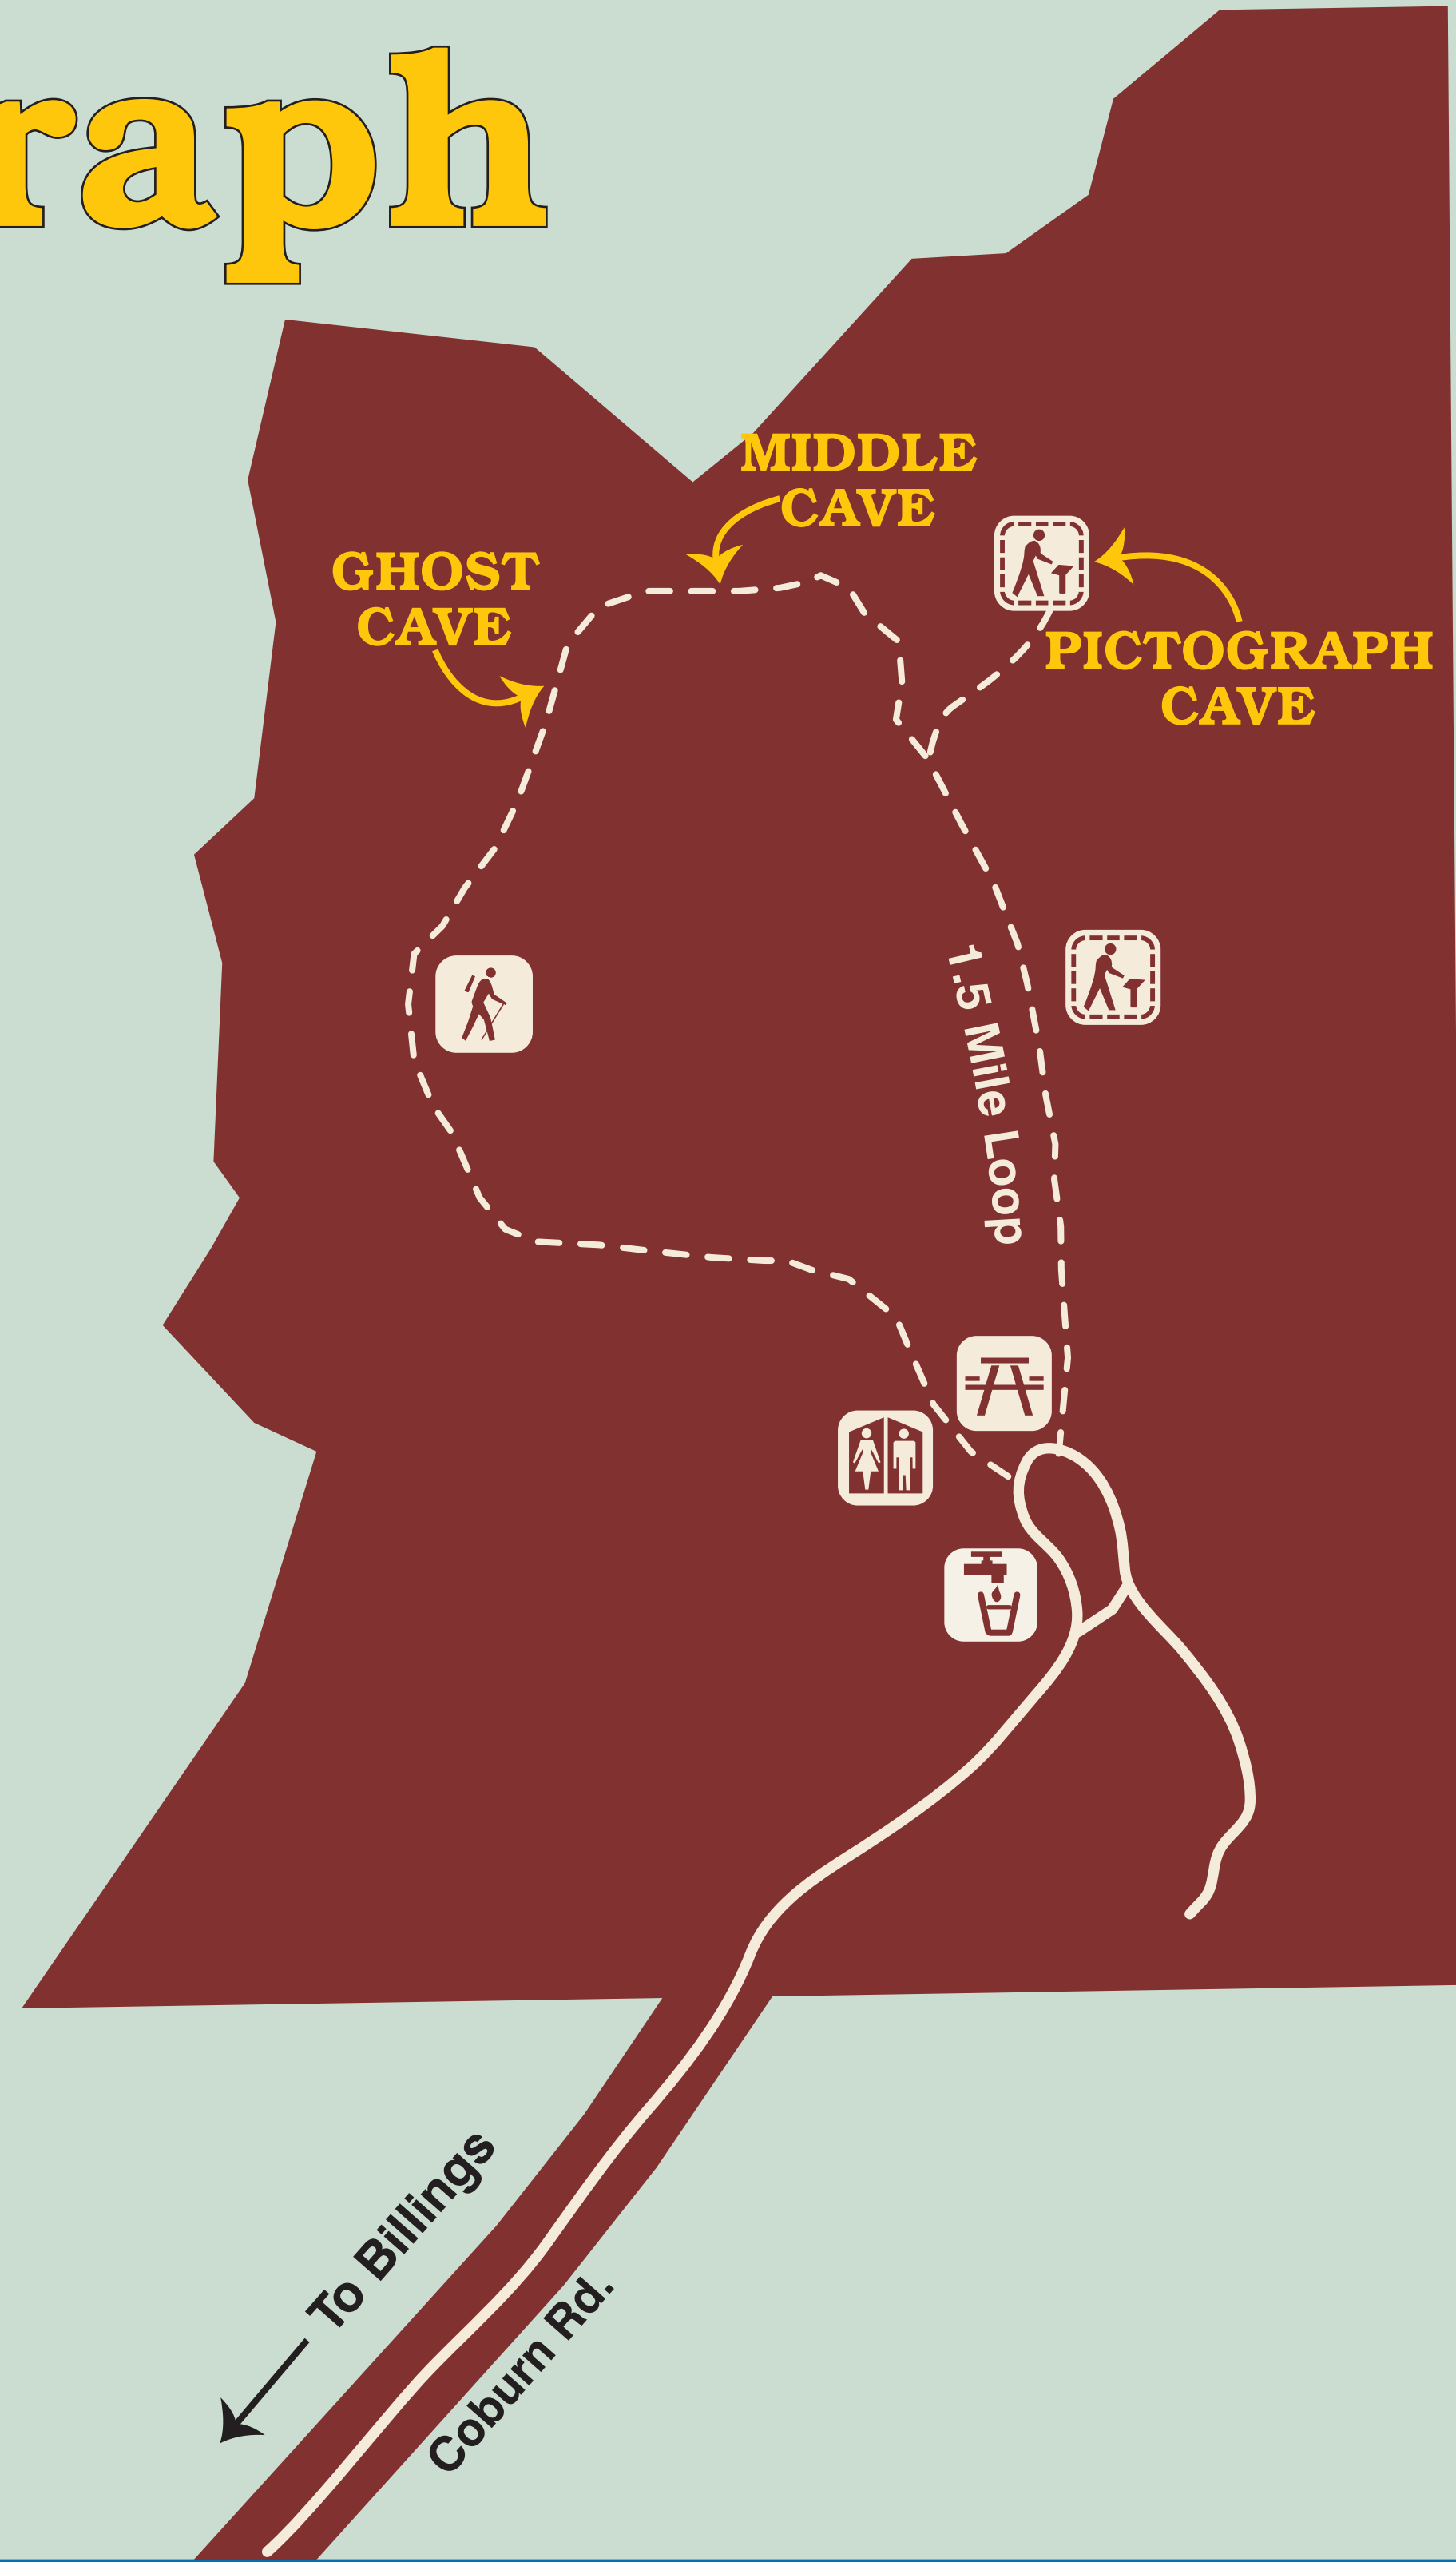 raph
MIDDLE
CAVE
GHOST
CAVE
PICTOGRAPH
CAVE
1.5 Mile Loop
To Billings
Coburn Rd.